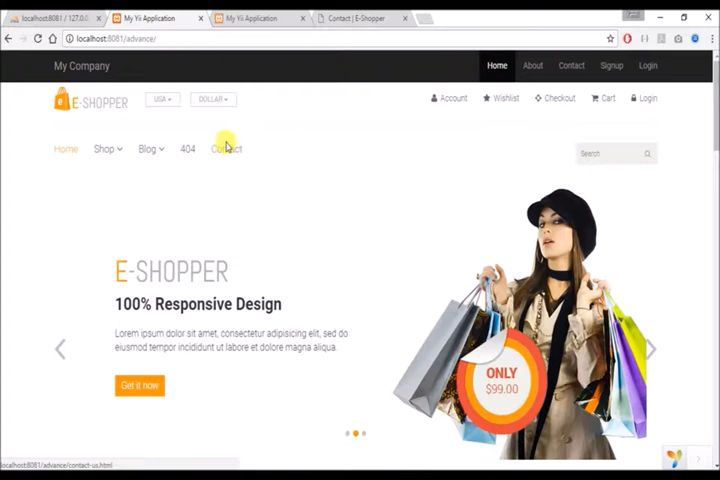 localhost:8081 / 127.0.0
My Yii Application
My Yii Application
Contact | E-Shopper
localhost:8081/advance/
My Company
Home
About
Contact
Signup
Login
E-SHOPPER
USA
DOLLAR
Account
Wishlist
Checkout
Cart
Login
Home
Shop
Blog
404
Contact
Search
E-SHOPPER
100% Responsive Design
Lorem ipsum dolor sit amet, consectetur adipisicing elit, sed do
eiusmod tempor incididunt ut labore et dolore magna aliqua.
Get it now
ONLY
$99.00
localhost:8081/advance/contact-us.html